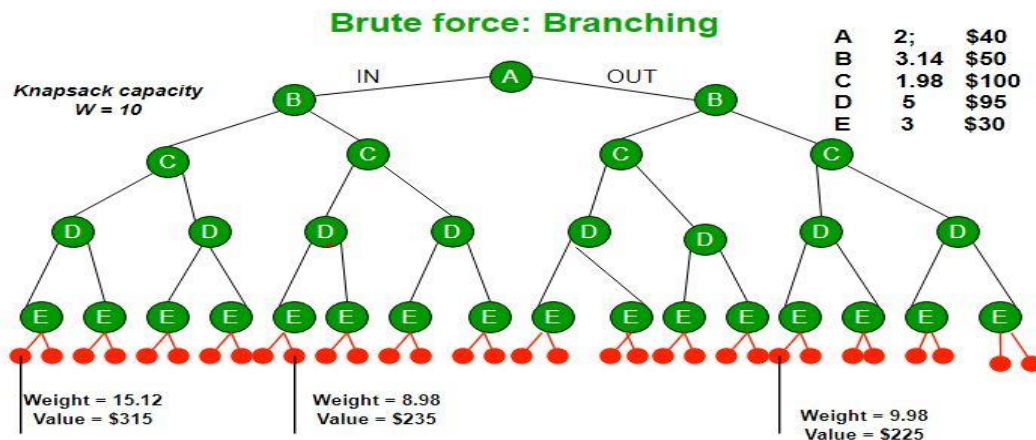 Brute force: Branching
A 2; $40
B 3.14 $50
C 1.98 $100
D 5 $95
E 3 $30
Knapsack capacity
W = 10
IN A OUT
B B
C C C C
D D D D D D D D
E E E E E E E E E E E E E E E E
Weight = 15.12
Value = $315
Weight = 8.98
Value = $235
Weight = 9.98
Value = $225